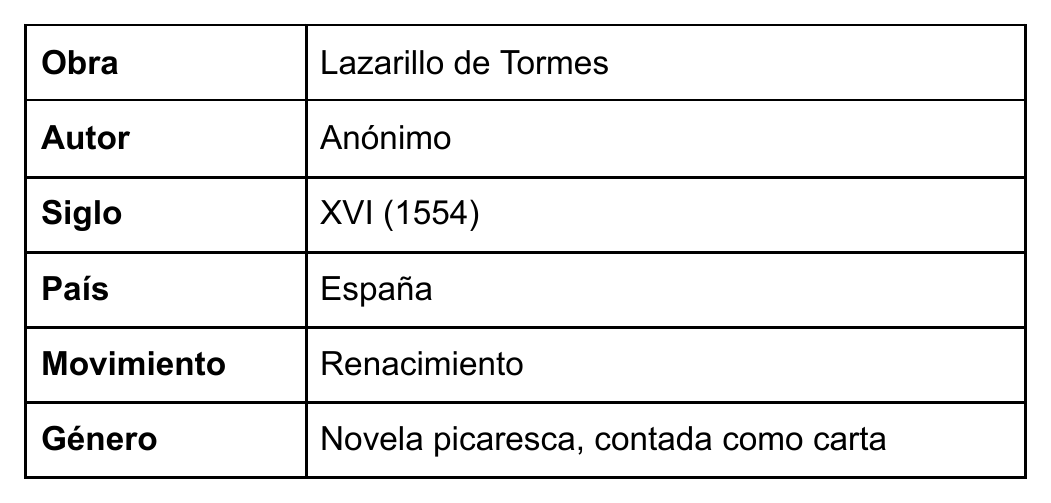 Obra Lazarillo de Tormes
Autor Anónimo
Siglo XVI (1554)
País España
Movimiento Renacimiento
Género Novela picaresca, contada como carta